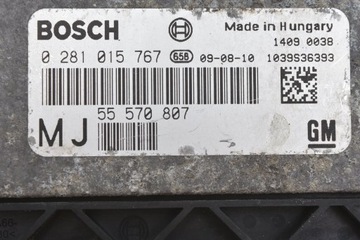 BOSCH
Made in Hungary
1409 0038
0 281 015 767 65B 09-08-10 1039S36393
55 570 807
MJ
GM